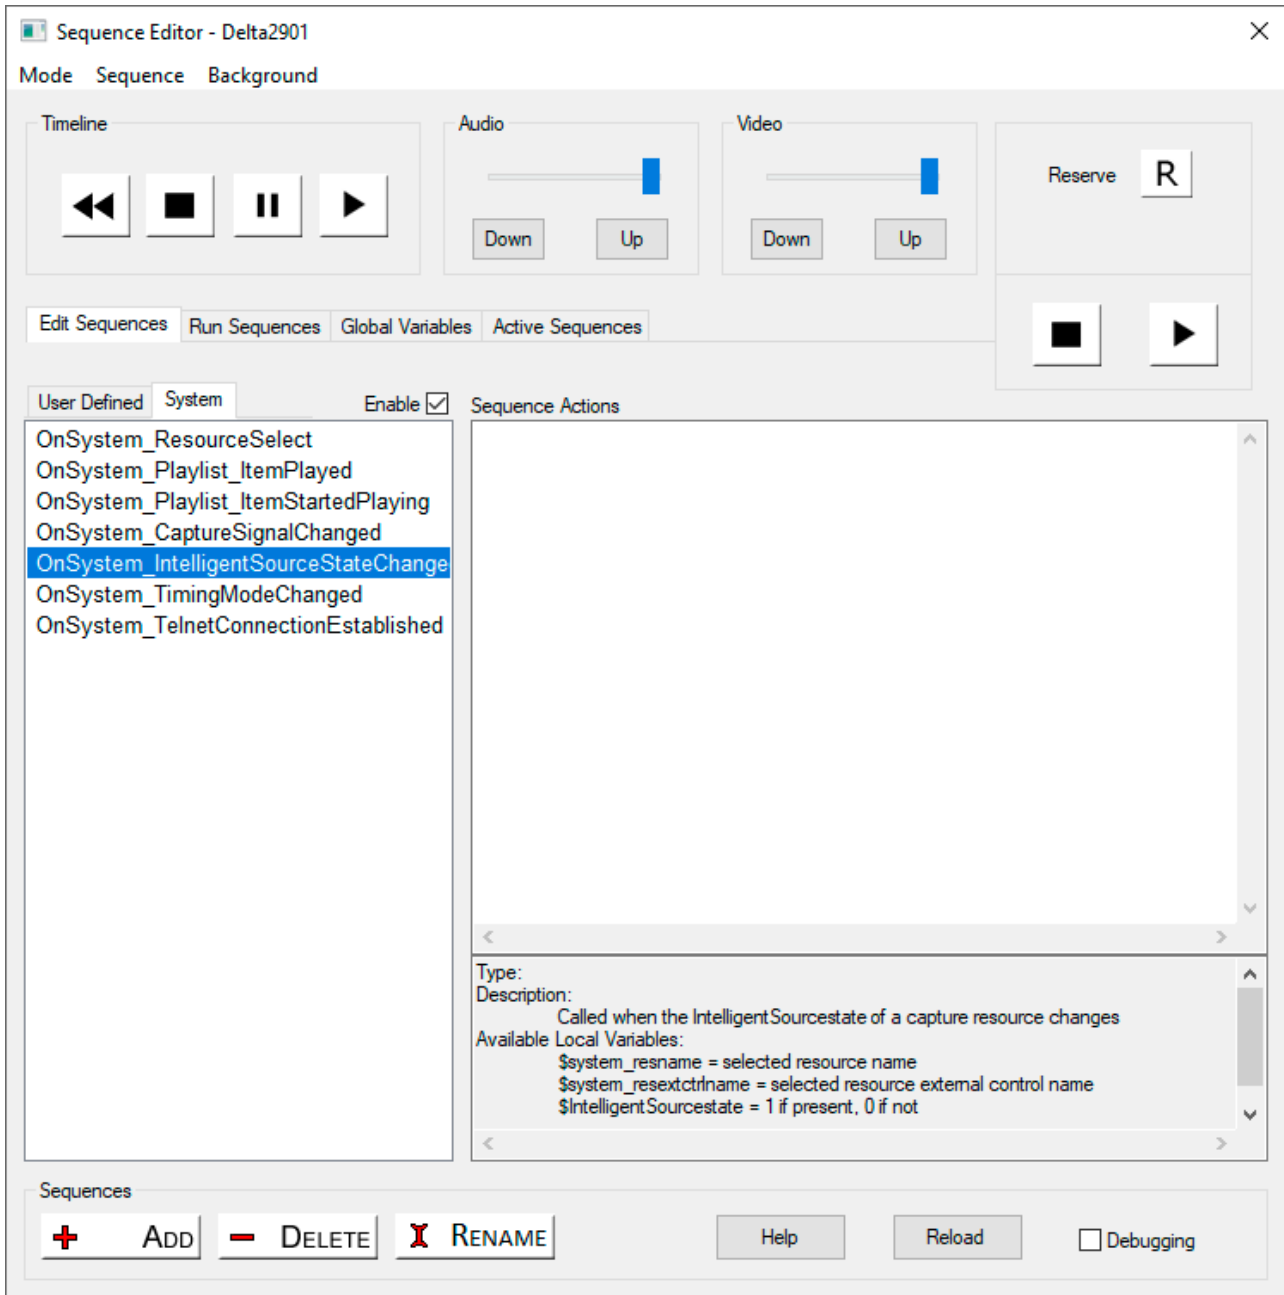 Sequence Editor - Delta2901
Mode Sequence Background
Timeline
Audio
Video
Reserve R
Down Up
Down Up
Edit Sequences Run Sequences Global Variables Active Sequences
User Defined System Enable
Sequence Actions
OnSystem_ResourceSelect
OnSystem_Playlist_ItemPlayed
OnSystem_Playlist_ItemStartedPlaying
OnSystem_CaptureSignalChanged
OnSystem_IntelligentSourceStateChange
OnSystem_TimingModeChanged
OnSystem_TelnetConnectionEstablished
Type:
Description:
Called when the IntelligentSourcestate of a capture resource changes
Available Local Variables:
$system_resname = selected resource name
$system_resextctrlname = selected resource external control name
$IntelligentSourcestate = 1 if present, 0 if not
Sequences
ADD DELETE RENAME Help Reload Debugging